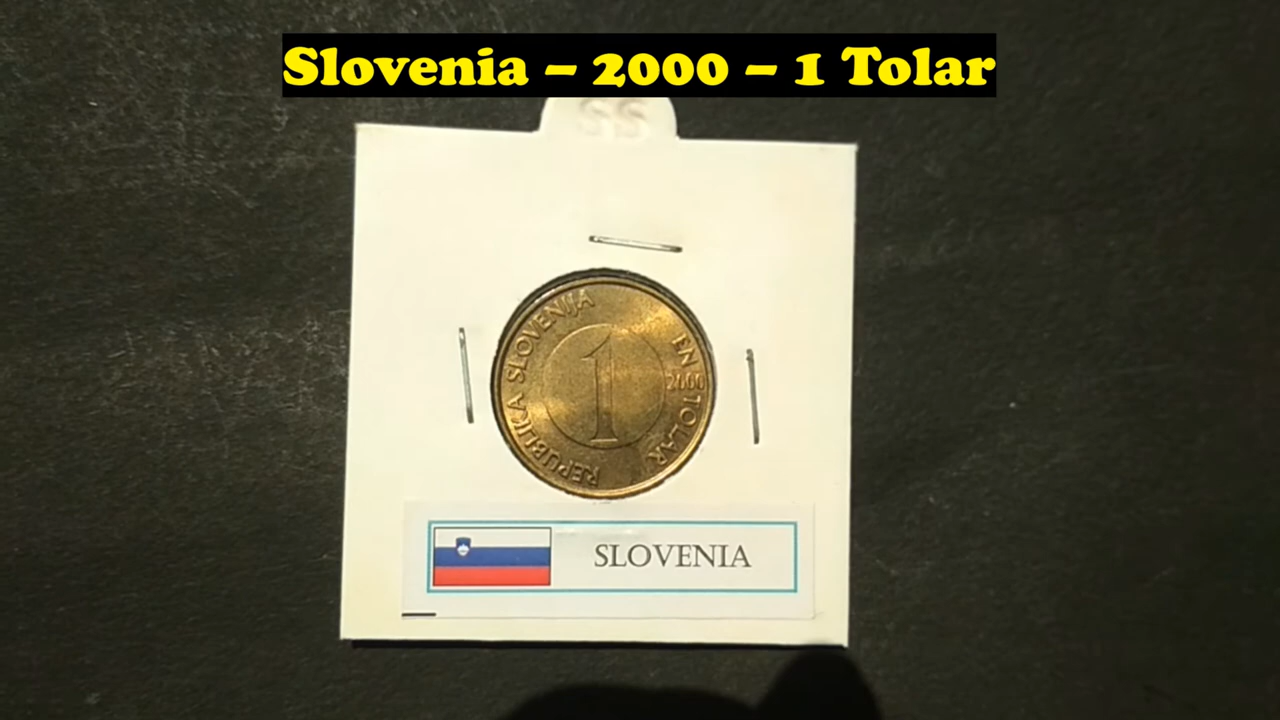 Slovenia – 2000 – 1 Tolar
REPUBLIKA SLOVENIJA
1
EN
2000
TOLAR
SLOVENIA